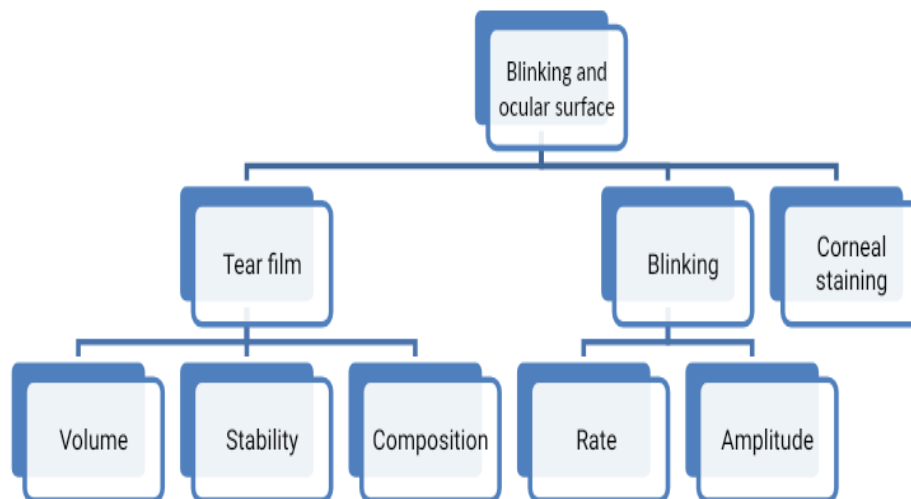 Blinking and
ocular surface
Tear film
Blinking
Corneal
staining
Volume
Stability
Composition
Rate
Amplitude